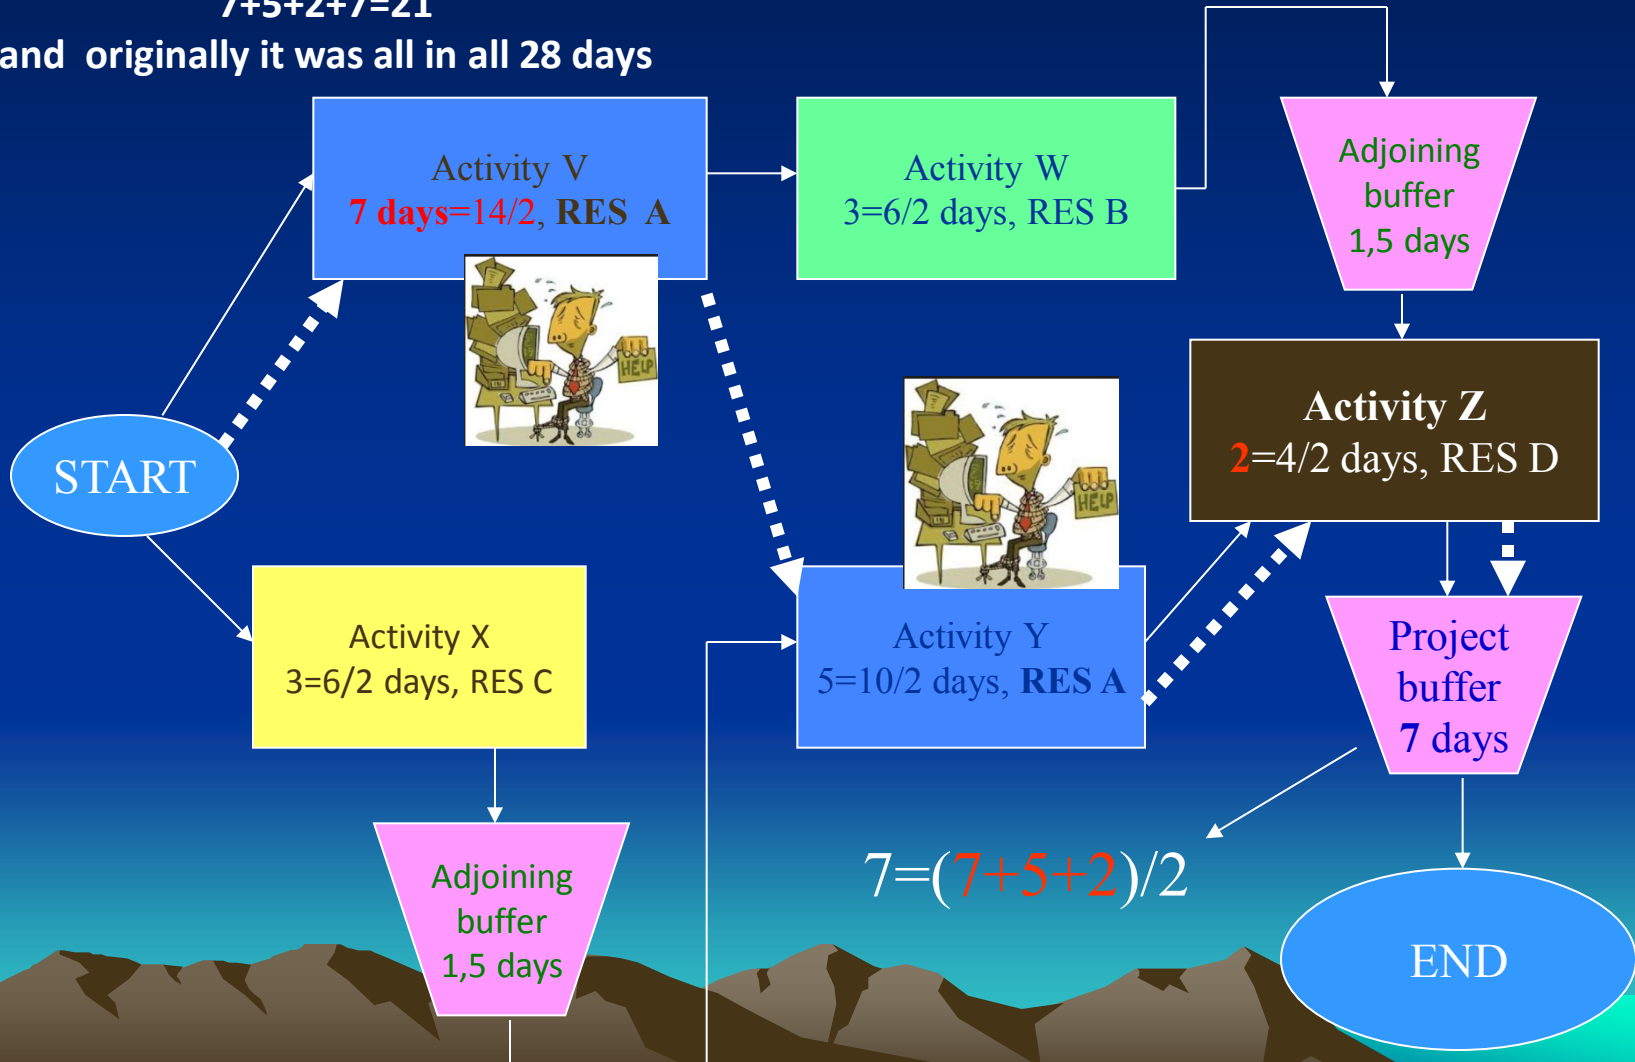 7+5+2+7=21
and originally it was all in all 28 days
Activity V
7 days=14/2, RES A
Activity W
3=6/2 days, RES B
Adjoining
buffer
1,5 days
HELP
HELP
Activity Z
2=4/2 days, RES D
START
Activity X
3=6/2 days, RES C
Activity Y
5=10/2 days, RES A
Project
buffer
7 days
Adjoining
buffer
1,5 days
7=(7+5+2)/2
END